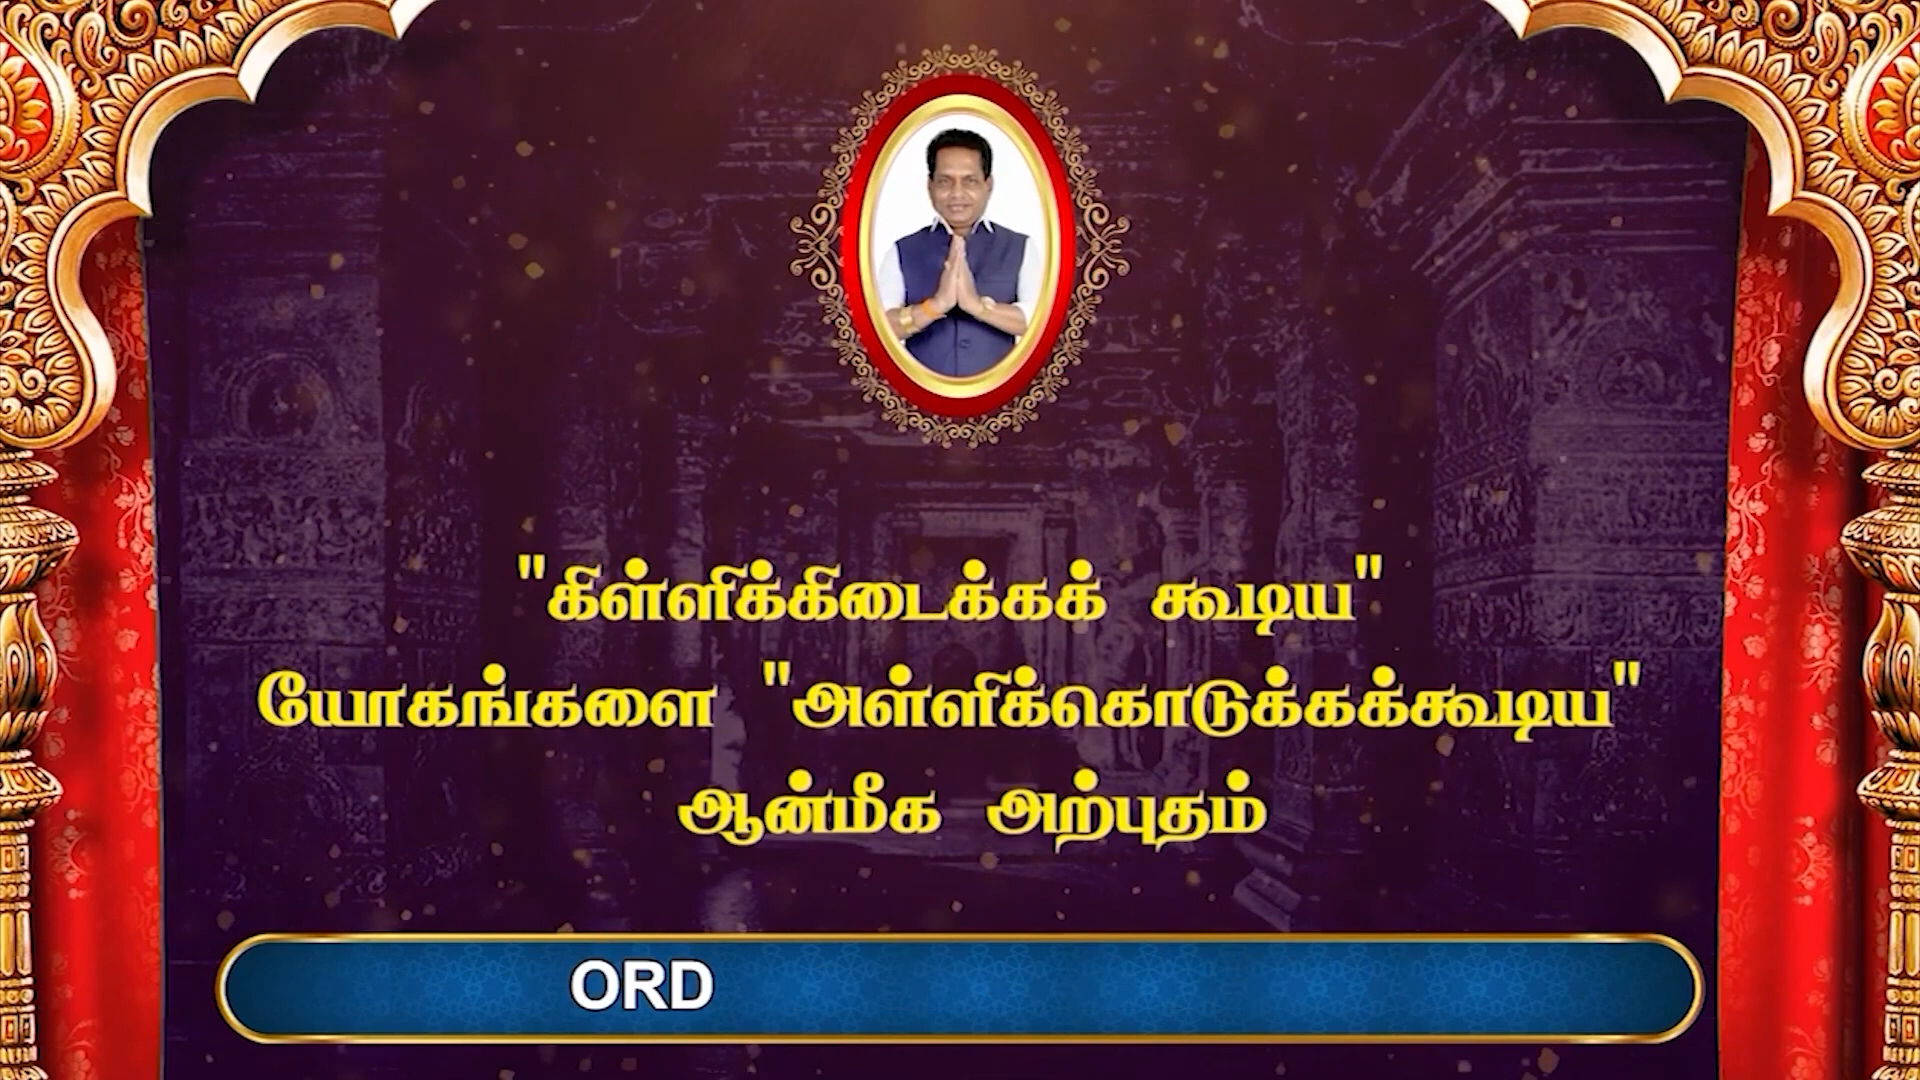 "கிள்ளிக்கிடைக்கக் கூடிய"
யோகங்களை "அள்ளிக்கொடுக்கக்கூடிய"
ஆன்மீக அற்புதம்
ORD